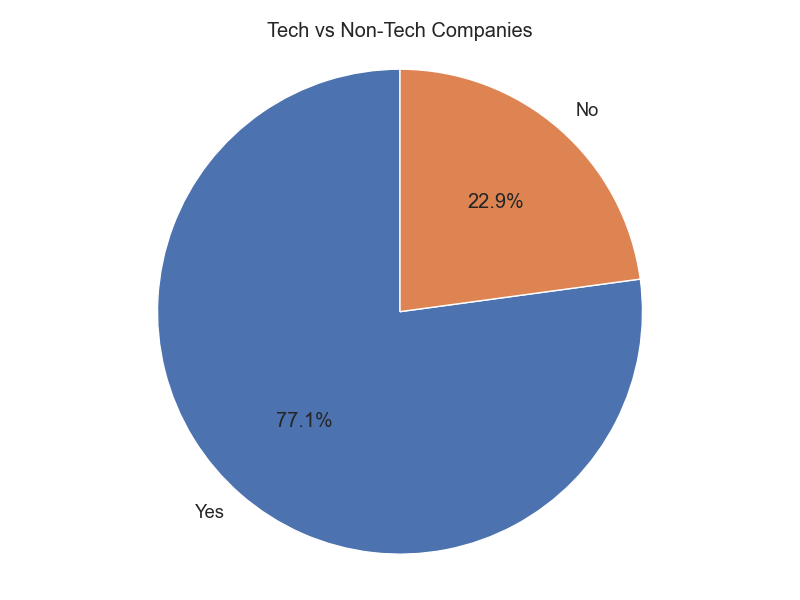 Tech vs Non-Tech Companies
No
22.9%
77.1%
Yes